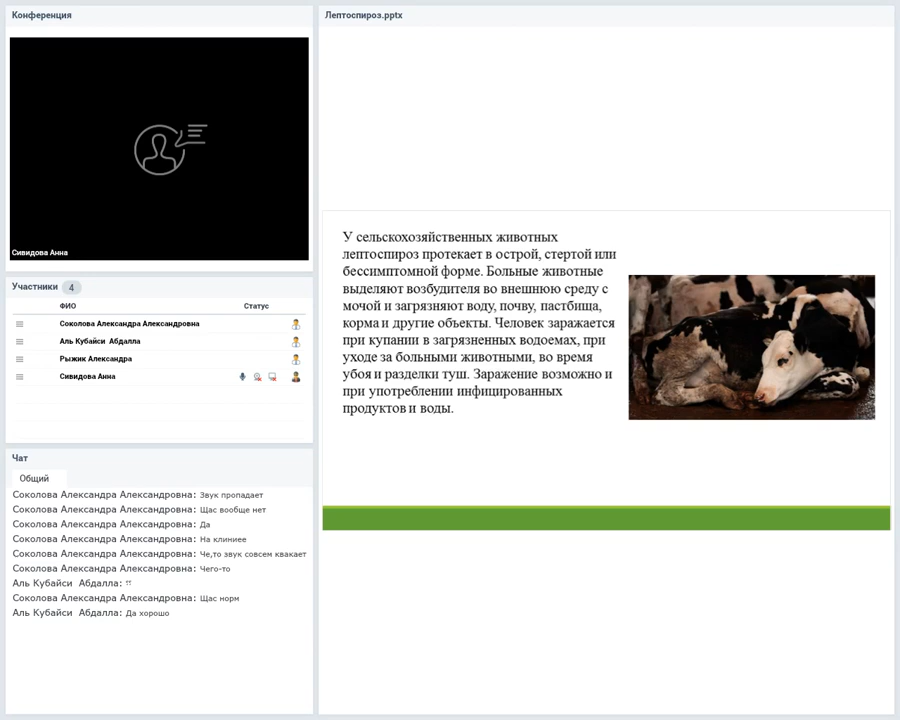 Конференция
Сивидова Анна
Участники 4
ФИО Статус
Соколова Александра Александровна
Аль Кубайси Абдалла
Рыжик Александра
Сивидова Анна
Чат
Общий
Соколова Александра Александровна: Звук пропадает
Соколова Александра Александровна: Щас вообще нет
Соколова Александра Александровна: Да
Соколова Александра Александровна: На клиниее
Соколова Александра Александровна: Че,то звук совсем квакает
Соколова Александра Александровна: Чего-то
Аль Кубайси Абдалла:
Соколова Александра Александровна: Щас норм
Аль Кубайси Абдалла: Да хорошо
Лептоспироз.pptx
У сельскохозяйственных животных
лептоспироз протекает в острой, стертой или
бессимптомной форме. Больные животные
выделяют возбудителя во внешнюю среду с
мочой и загрязняют воду, почву, пастбища,
корма и другие объекты. Человек заражается
при купании в загрязненных водоемах, при
уходе за больными животными, во время
убоя и разделки туш. Заражение возможно и
при употреблении инфицированных
продуктов и воды.